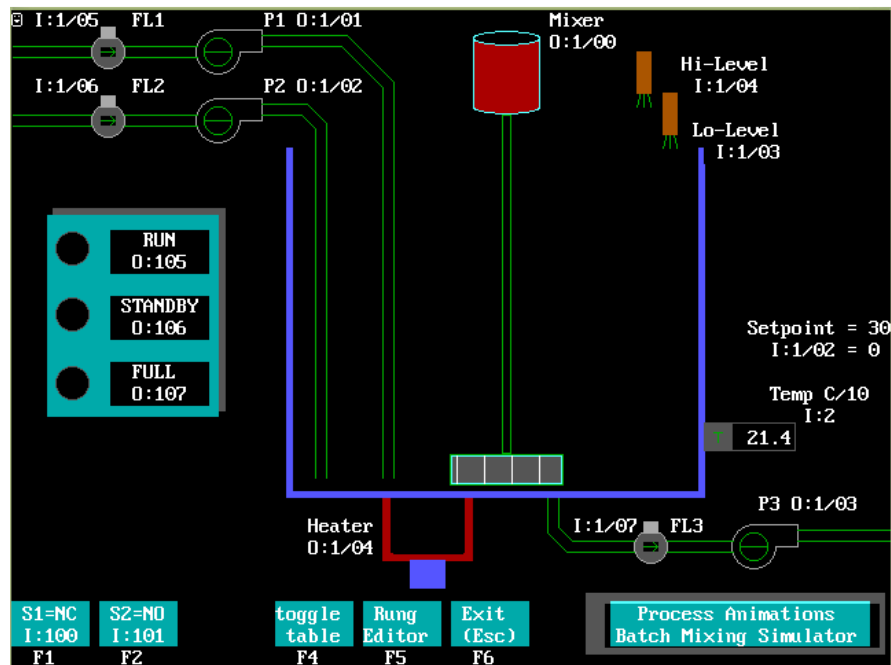 I:1/05 FL1 P1 O:1/01
Mixer
O:1/00
I:1/06 FL2 P2 O:1/02
Hi-Level
I:1/04
Lo-Level
I:1/03
RUN
O:105
STANDBY
O:106
FULL
O:107
Setpoint = 30
I:1/02 = 0
Temp C/10
I:2
T 21.4
Heater
O:1/04
I:1/07 FL3 P3 O:1/03
S1=NC
I:100
F1
S2=NO
I:101
F2
toggle
table
F4
Rung
Editor
F5
Exit
(Esc)
F6
Process Animations
Batch Mixing Simulator